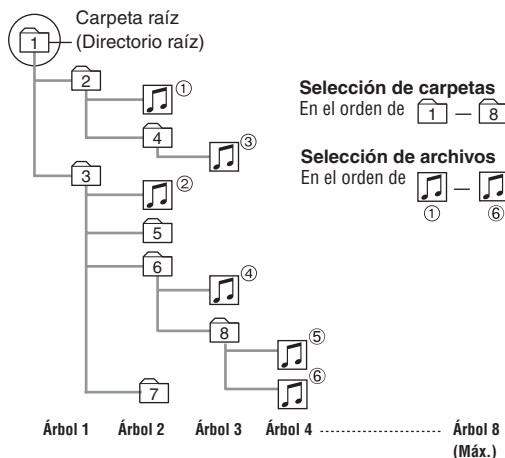 Carpeta raíz
(Directorio raíz)
1
2
①
4
③
3
②
5
6
④
8
⑤
⑥
7
Selección de carpetas
En el orden de 1 — 8
Selección de archivos
En el orden de —
① ⑥
Árbol 1 Árbol 2 Árbol 3 Árbol 4 Árbol 8
(Máx.)